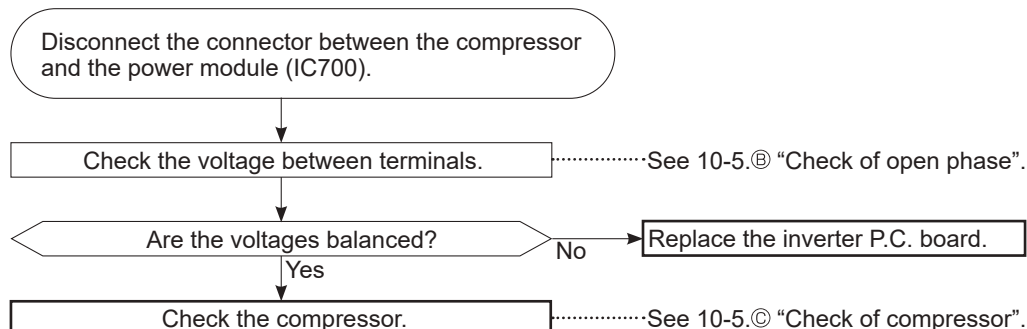 Disconnect the connector between the compressor
and the power module (IC700).
Check the voltage between terminals.
See 10-5.Ⓑ “Check of open phase”.
Are the voltages balanced?
No
Replace the inverter P.C. board.
Yes
Check the compressor.
See 10-5.Ⓒ “Check of compressor”.